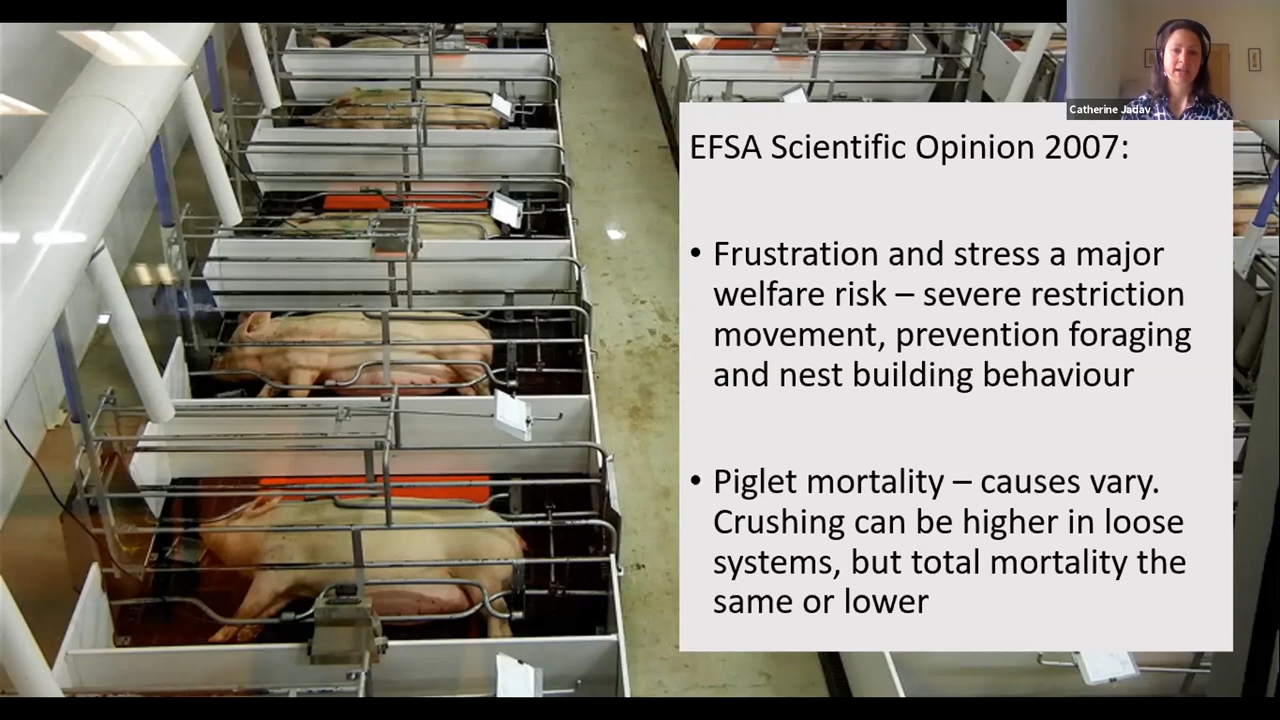 Catherine Jadav
EFSA Scientific Opinion 2007:
• Frustration and stress a major
welfare risk – severe restriction
movement, prevention foraging
and nest building behaviour
• Piglet mortality – causes vary.
Crushing can be higher in loose
systems, but total mortality the
same or lower